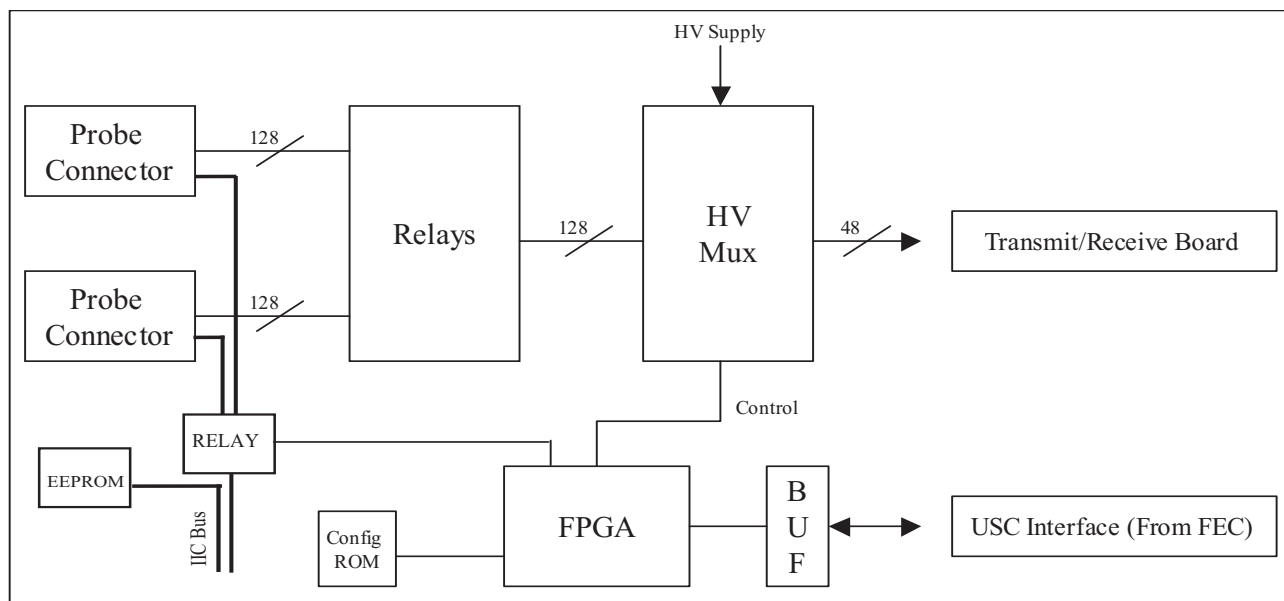 HV Supply
Probe
Connector
128
Relays
128
HV
Mux
48
Transmit/Receive Board
Probe
Connector
128
Control
RELAY
EEPROM
IIC Bus
Config
ROM
FPGA
B
U
F
USC Interface (From FEC)